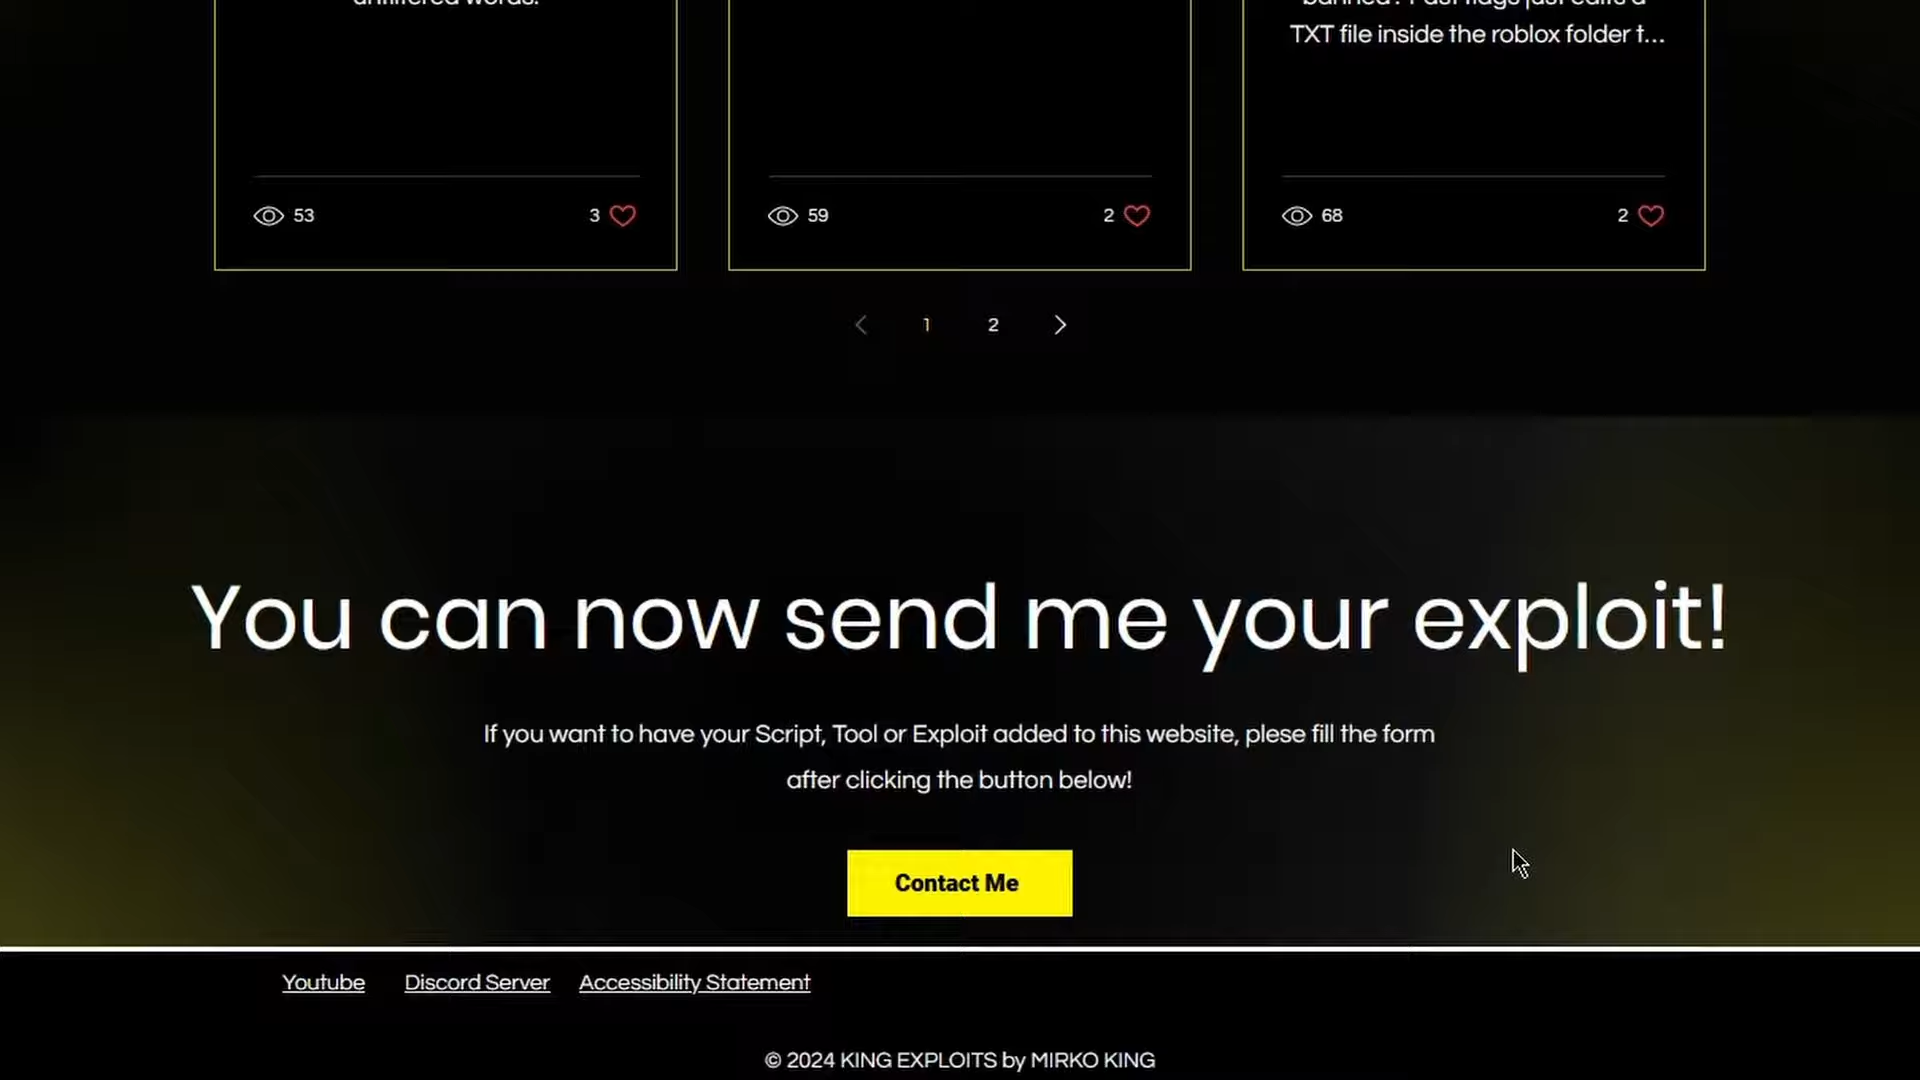 unfiltered words.
TXT file inside the roblox folder t...
53
3
59
2
68
2
1
2
You can now send me your exploit!
If you want to have your Script, Tool or Exploit added to this website, plese fill the form
after clicking the button below!
Contact Me
Youtube
Discord Server
Accessibility Statement
© 2024 KING EXPLOITS by MIRKO KING